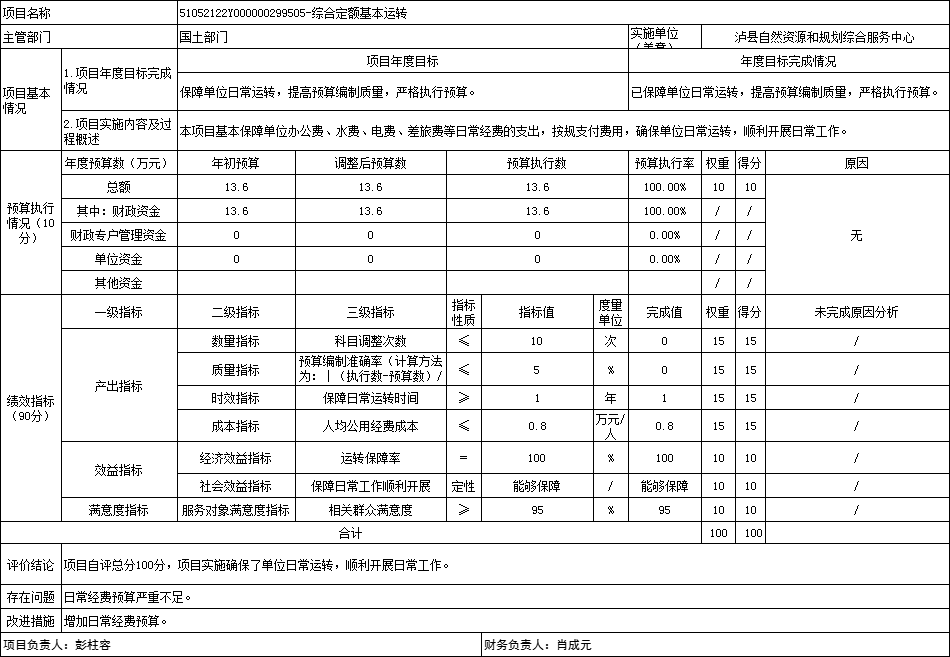 项目名称 51052122Y000000299505-综合定额基本运转
主管部门 国土部门 实施单位（盖章） 泸县自然资源和规划综合服务中心
项目基本情况 1.项目年度目标完成情况 项目年度目标 年度目标完成情况
保障单位日常运转，提高预算编制质量，严格执行预算。 已保障单位日常运转，提高预算编制质量，严格执行预算。
2.项目实施内容及过程概述 本项目基本保障单位办公费、水费、电费、差旅费等日常经费的支出，按规支付费用，确保单位日常运转，顺利开展日常工作。
预算执行情况（10分） 年度预算数（万元） 年初预算 调整后预算数 预算执行数 预算执行率 权重 得分 原因
总额 13.6 13.6 13.6 100.00% 10 10 无
其中：财政资金 13.6 13.6 13.6 100.00% / /
财政专户管理资金 0 0 0 0.00% / /
单位资金 0 0 0 0.00% / /
其他资金 / /
绩效指标（90分） 一级指标 二级指标 三级指标 指标性质 指标值 度量单位 完成值 权重 得分 未完成原因分析
产出指标 数量指标 科目调整次数 ≤ 10 次 0 15 15 /
质量指标 预算编制准确率（计算方法为：|（执行数-预算数）/ ≤ 5 % 0 15 15 /
时效指标 保障日常运转时间 ≥ 1 年 1 15 15 /
成本指标 人均公用经费成本 ≤ 0.8 万元/人 0.8 15 15 /
效益指标 经济效益指标 运转保障率 = 100 % 100 10 10 /
社会效益指标 保障日常工作顺利开展 定性 能够保障 / 能够保障 10 10 /
满意度指标 服务对象满意度指标 相关群众满意度 ≥ 95 % 95 10 10 /
合计 100 100
评价结论 项目自评总分100分，项目实施确保了单位日常运转，顺利开展日常工作。
存在问题 日常经费预算严重不足。
改进措施 增加日常经费预算。
项目负责人：彭柱容 财务负责人：肖成元